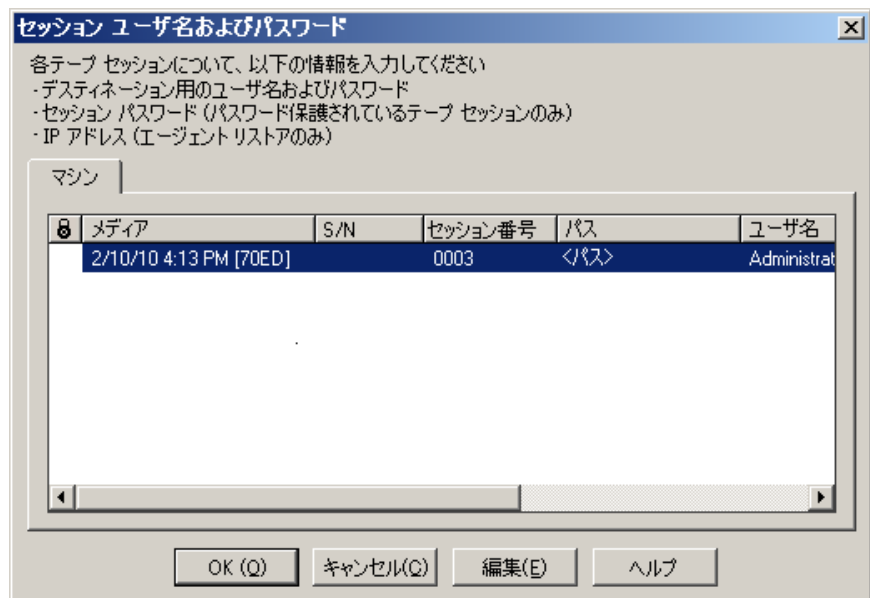 セッション ユーザ名およびパスワード
各テープ セッションについて、以下の情報を入力してください
- デスティネーション用のユーザ名およびパスワード
- セッション パスワード (パスワード保護されているテープ セッションのみ)
- IP アドレス (エージェント リストアのみ)
マシン
メディア S/N セッション番号 パス ユーザ名
2/10/10 4:13 PM [70ED] 0003 <パス> Administrat
OK (O) キャンセル(C) 編集(E) ヘルプ